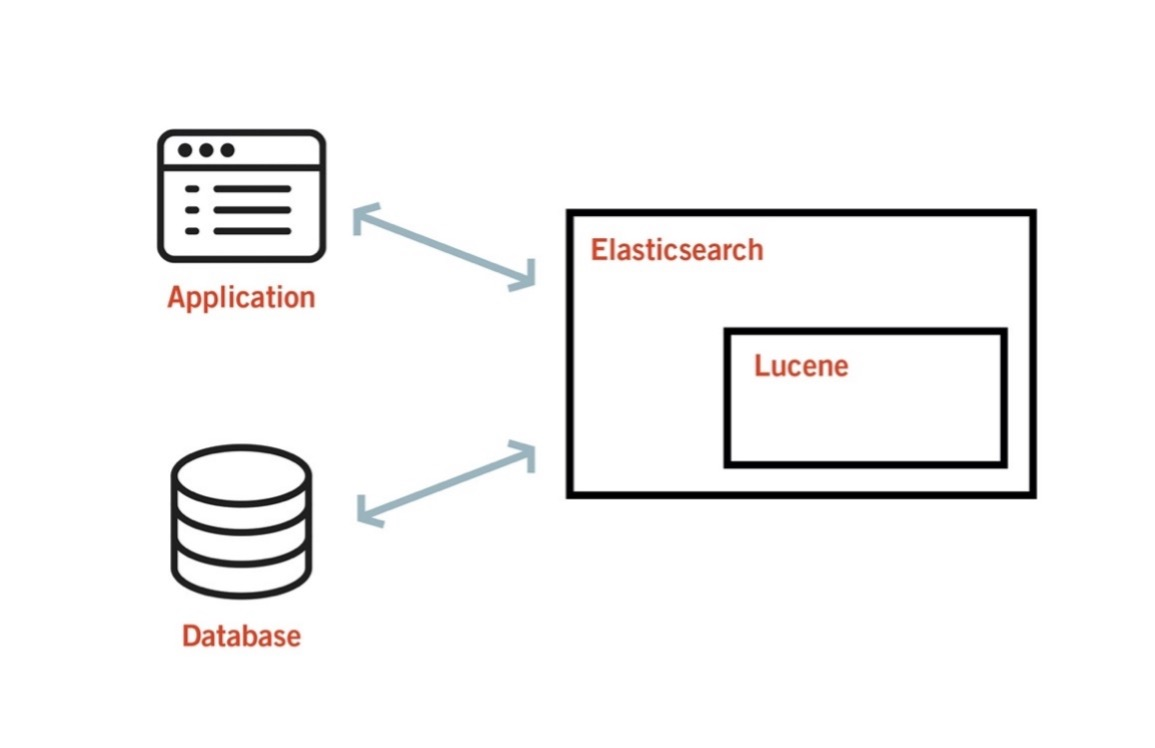 Application
Elasticsearch
Lucene
Database